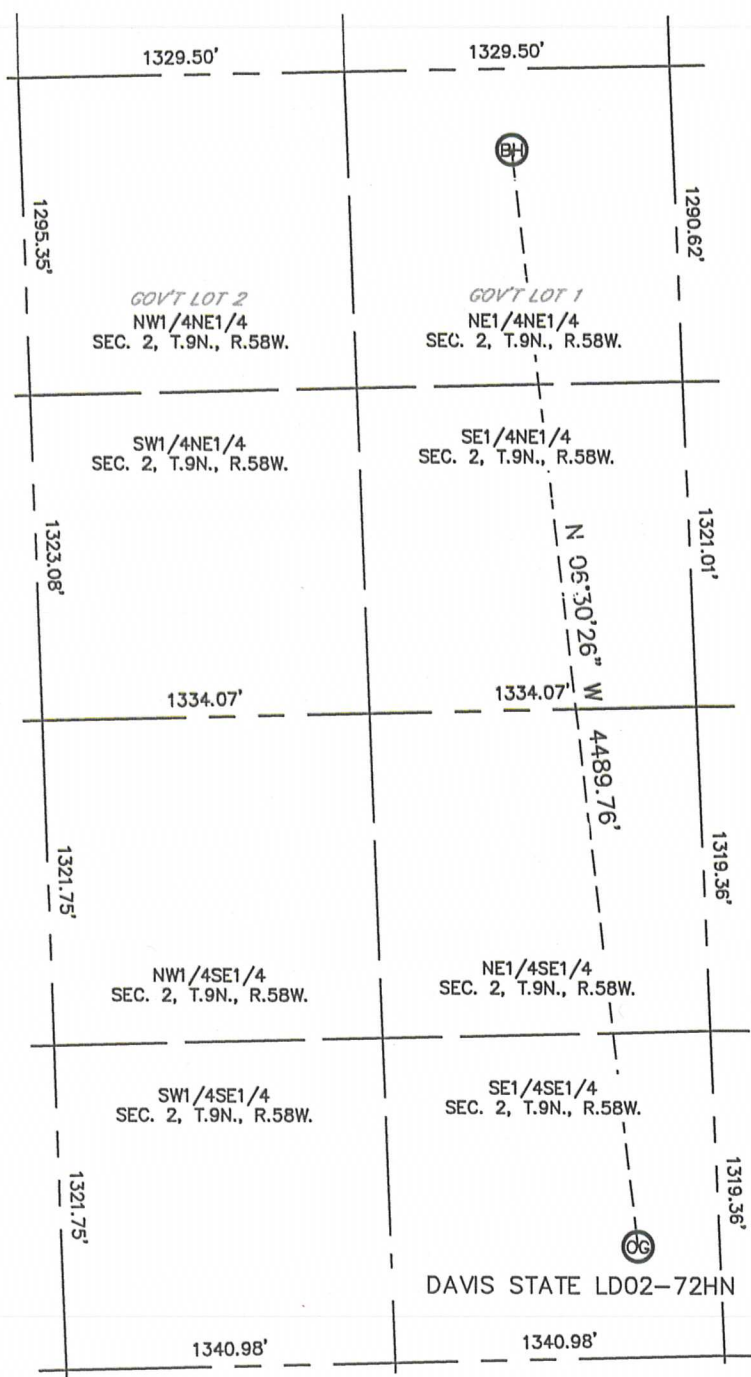 1329.50'
1329.50'
BH
1295.35'
1290.62'
GOV'T LOT 2
NW1/4NE1/4
SEC. 2, T.9N., R.58W.
GOV'T LOT 1
NE1/4NE1/4
SEC. 2, T.9N., R.58W.
SW1/4NE1/4
SEC. 2, T.9N., R.58W.
SE1/4NE1/4
SEC. 2, T.9N., R.58W.
1323.08'
1321.01'
N 06°30'26" W 4489.76'
1334.07'
1334.07'
1321.75'
1319.36'
NW1/4SE1/4
SEC. 2, T.9N., R.58W.
NE1/4SE1/4
SEC. 2, T.9N., R.58W.
SW1/4SE1/4
SEC. 2, T.9N., R.58W.
SE1/4SE1/4
SEC. 2, T.9N., R.58W.
1321.75'
1319.36'
OG
DAVIS STATE LD02-72HN
1340.98'
1340.98'